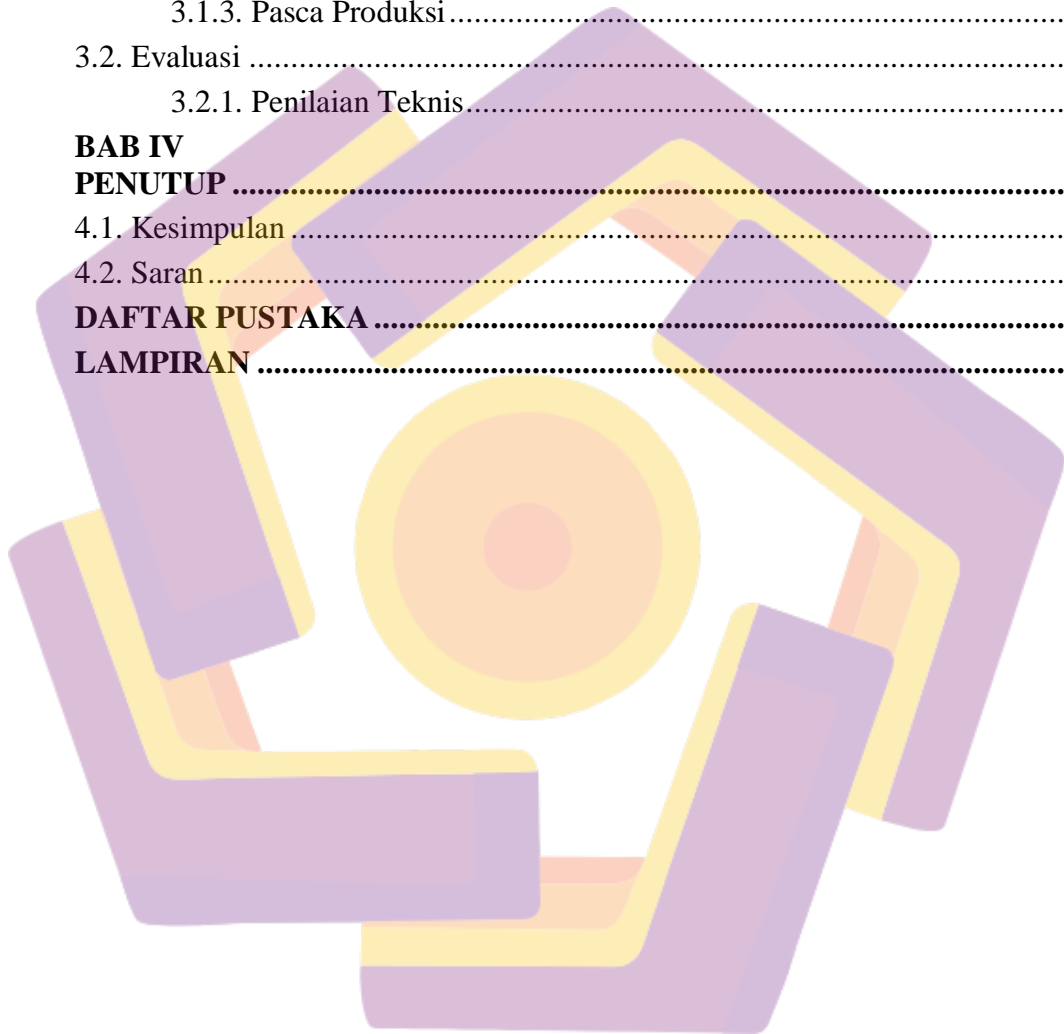 3.1.3. Pasca Produksi ........................................................................
3.2. Evaluasi ....................................................................................................
3.2.1. Penilaian Teknis..........................................................................
BAB IV
PENUTUP ......................................................................................................
4.1. Kesimpulan ...............................................................................................
4.2. Saran .........................................................................................................
DAFTAR PUSTAKA .....................................................................................
LAMPIRAN ...................................................................................................